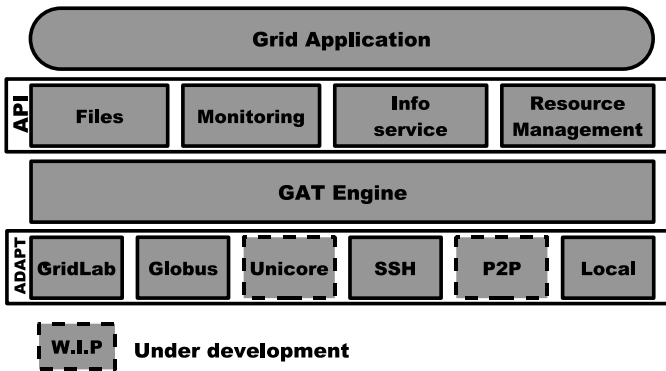 Grid Application
API
Files
Monitoring
Info
service
Resource
Management
GAT Engine
ADAPT
GridLab
Globus
Unicore
SSH
P2P
Local
W.I.P
Under development